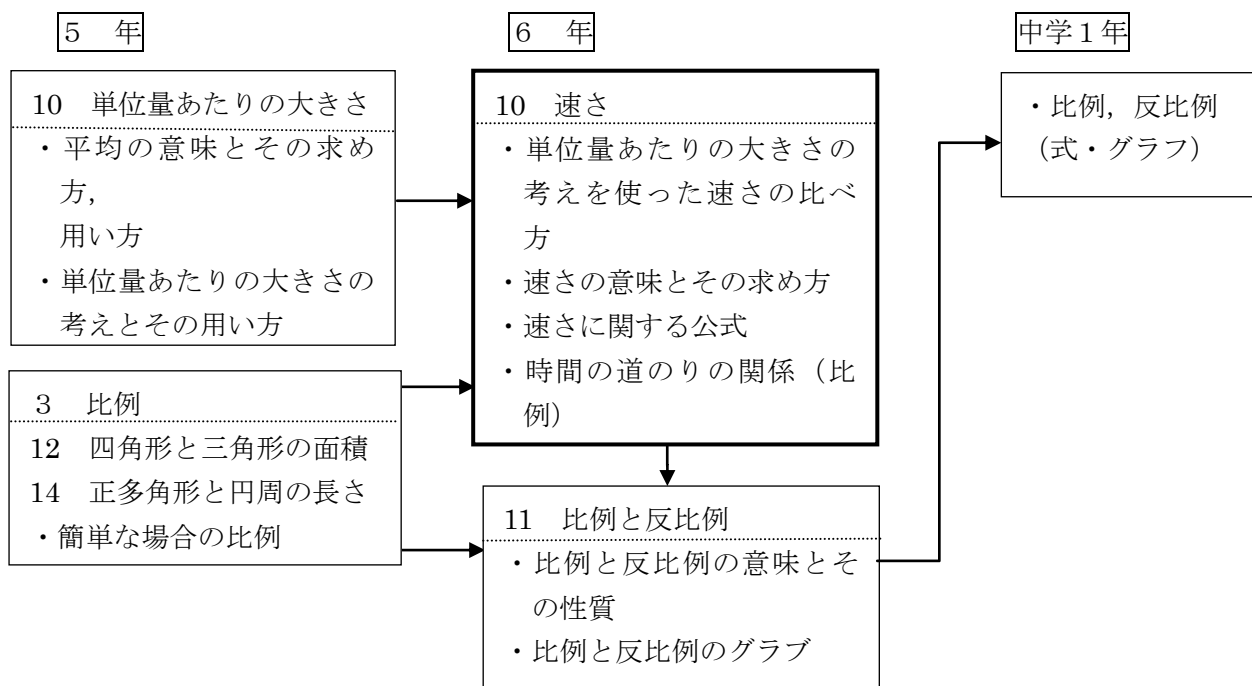 ５　年
６　年
中学１年
10　単位量あたりの大きさ
・平均の意味とその求め
方，
用い方
・単位量あたりの大きさの
考えとその用い方
３　比例
12　四角形と三角形の面積
14　正多角形と円周の長さ
・簡単な場合の比例
10　速さ
・単位量あたりの大きさの
考えを使った速さの比べ
方
・速さの意味とその求め方
・速さに関する公式
・時間の道のりの関係（比
例）
11　比例と反比例
・比例と反比例の意味とそ
の性質
・比例と反比例のグラブ
・比例，反比例
（式・グラフ）